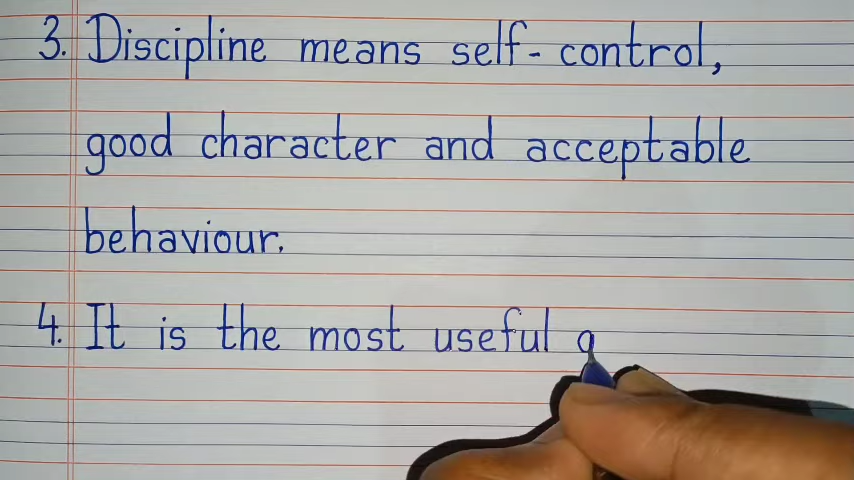 3. Discipline means self-control,
good character and acceptable
behaviour.
4. It is the most useful